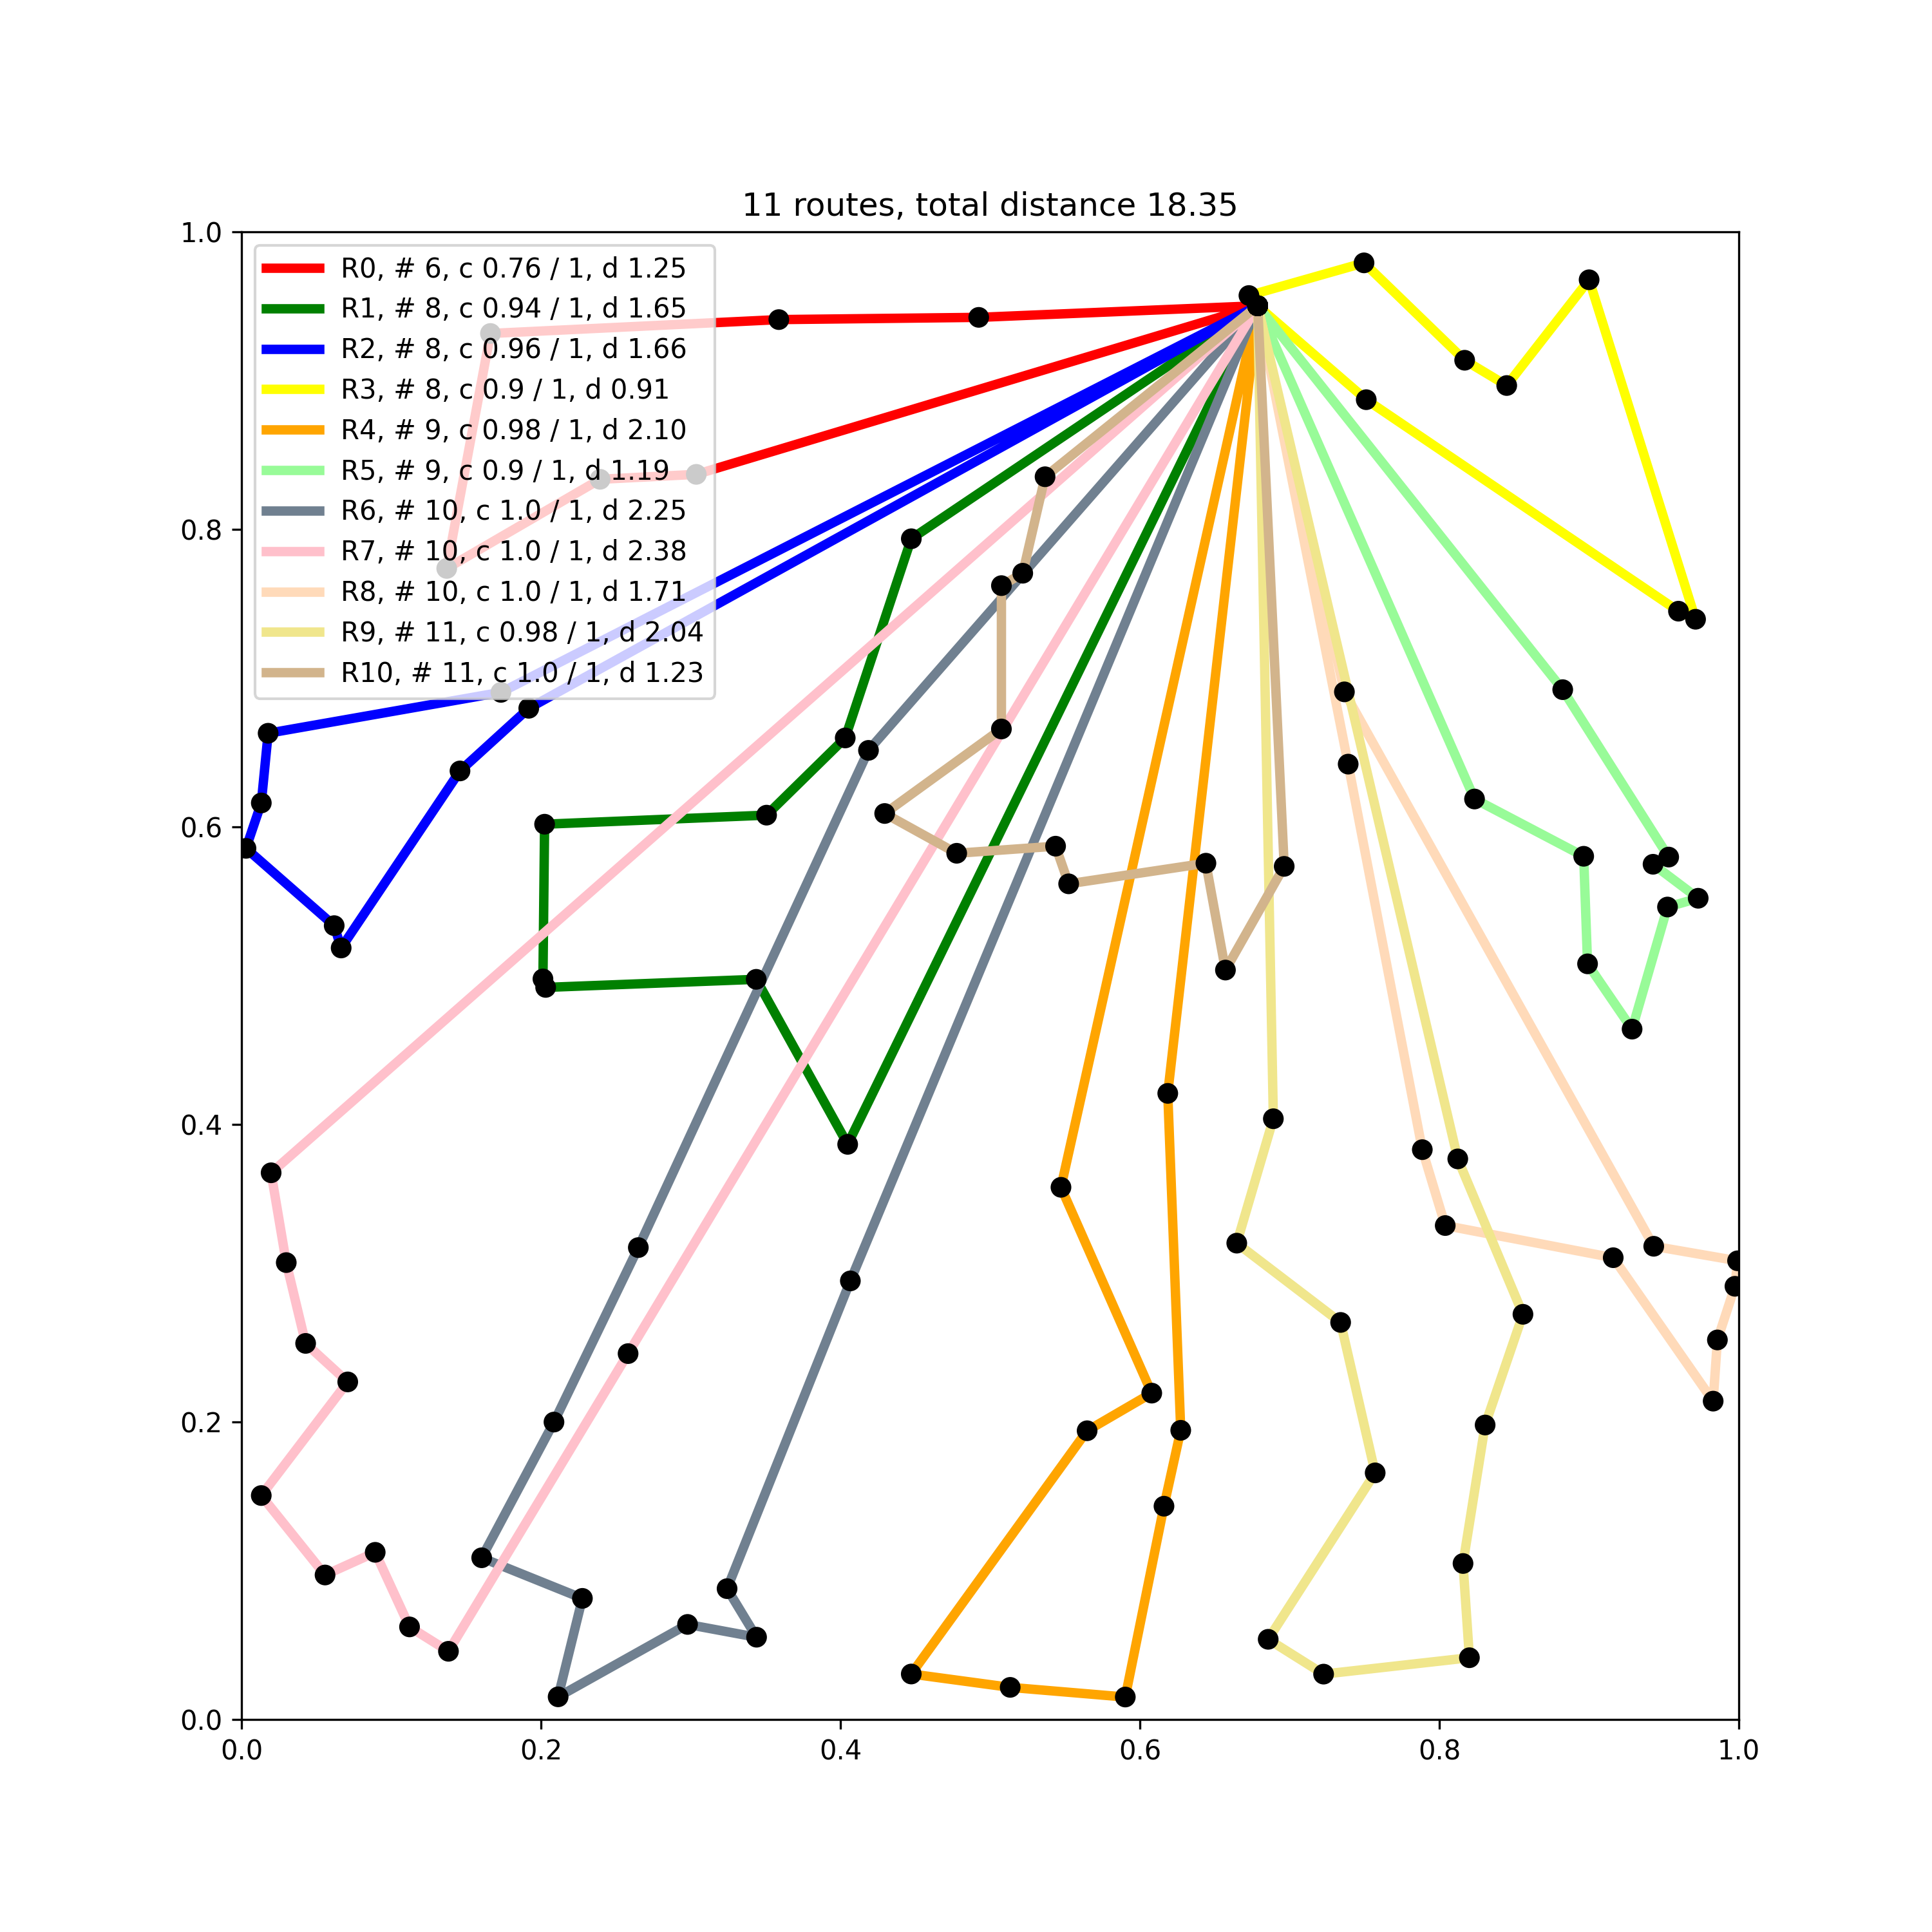 11 routes, total distance 18.35
1.0
R0, # 6, c 0.76 / 1, d 1.25
R1, # 8, c 0.94 / 1, d 1.65
R2, # 8, c 0.96 / 1, d 1.66
R3, # 8, c 0.9 / 1, d 0.91
R4, # 9, c 0.98 / 1, d 2.10
R5, # 9, c 0.9 / 1, d 1.19
R6, # 10, c 1.0 / 1, d 2.25
R7, # 10, c 1.0 / 1, d 2.38
R8, # 10, c 1.0 / 1, d 1.71
R9, # 11, c 0.98 / 1, d 2.04
R10, # 11, c 1.0 / 1, d 1.23
0.8
0.6
0.4
0.2
0.0
0.0 0.2 0.4 0.6 0.8 1.0